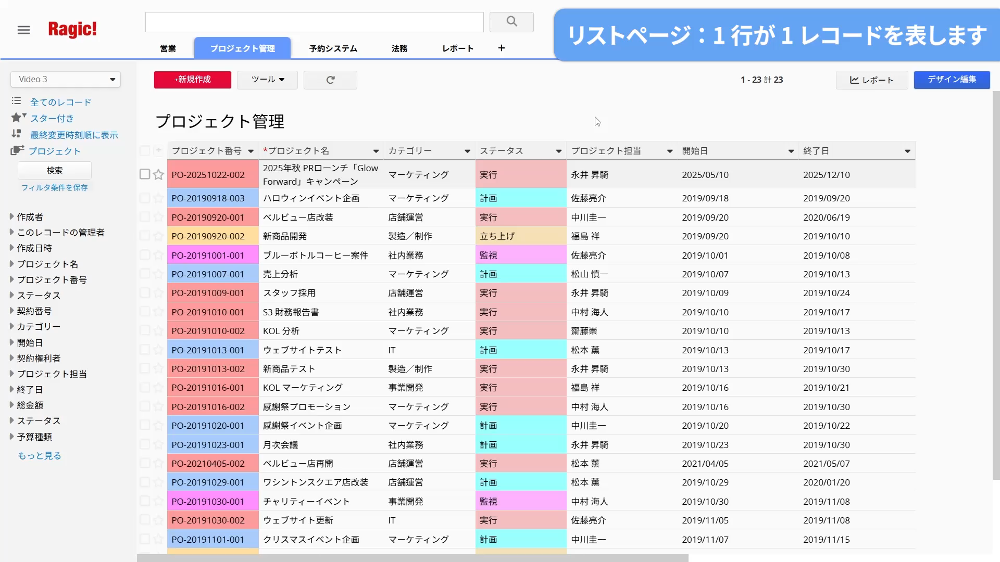 Ragic!
リストページ：1 行が 1 レコードを表します
営業 プロジェクト管理 予約システム 法務 レポート +
Video 3
+新規作成 ツール 1 - 23 計 23 レポート デザイン編集
全てのレコード
スター付き
最終変更時刻順に表示
プロジェクト
検索
フィルタ条件を保存
作成者
このレコードの管理者
作成日時
プロジェクト名
プロジェクト番号
ステータス
契約番号
カテゴリー
開始日
契約権利者
プロジェクト担当
終了日
総金額
ステータス
予算種類
もっと見る
プロジェクト管理
プロジェクト番号 *プロジェクト名 カテゴリー ステータス プロジェクト担当 開始日 終了日
PO-20251022-002 2025年秋 PRローンチ「Glow Forward」キャンペーン マーケティング 実行 永井 昇騎 2025/05/10 2025/12/10
PO-20190918-003 ハロウィンイベント企画 マーケティング 計画 佐藤亮介 2019/09/18 2019/09/20
PO-20190920-001 ベルビュー店改装 店舗運営 実行 中川圭一 2019/09/20 2020/06/19
PO-20190920-002 新商品開発 製造／制作 立ち上げ 福島 祥 2019/09/20 2019/10/10
PO-20191001-001 ブルーボトルコーヒー案件 社内業務 監視 佐藤亮介 2019/10/01 2019/10/08
PO-20191007-001 売上分析 マーケティング 計画 松山 慎一 2019/10/07 2019/10/13
PO-20191009-001 スタッフ採用 店舗運営 実行 永井 昇騎 2019/10/09 2019/10/24
PO-20191010-001 S3 財務報告書 社内業務 実行 中村 海人 2019/10/10 2019/10/17
PO-20191010-002 KOL 分析 マーケティング 実行 齋藤崇 2019/10/10 2019/10/13
PO-20191013-001 ウェブサイトテスト IT 計画 松本 薫 2019/10/13 2019/10/17
PO-20191013-002 新商品テスト 製造／制作 実行 永井 昇騎 2019/10/13 2019/10/30
PO-20191016-001 KOL マーケティング 事業開発 実行 福島 祥 2019/10/16 2019/10/21
PO-20191016-002 感謝祭プロモーション マーケティング 実行 中村 海人 2019/10/16 2019/10/30
PO-20191020-001 感謝祭イベント企画 マーケティング 計画 中川圭一 2019/10/20 2019/10/22
PO-20191023-001 月次会議 社内業務 計画 永井 昇騎 2019/10/23 2019/10/30
PO-20210405-002 ベルビュー店再開 店舗運営 実行 松本 薫 2021/04/05 2021/05/07
PO-20191029-001 ワシントンスクエア店改装 店舗運営 計画 松本 薫 2019/10/29 2020/01/20
PO-20191030-001 チャリティーイベント 事業開発 監視 中村 海人 2019/10/30 2019/11/08
PO-20191030-002 ウェブサイト更新 IT 実行 佐藤亮介 2019/11/05 2019/11/08
PO-20191101-001 クリスマスイベント企画 マーケティング 計画 中川圭一 2019/11/07 2019/11/15